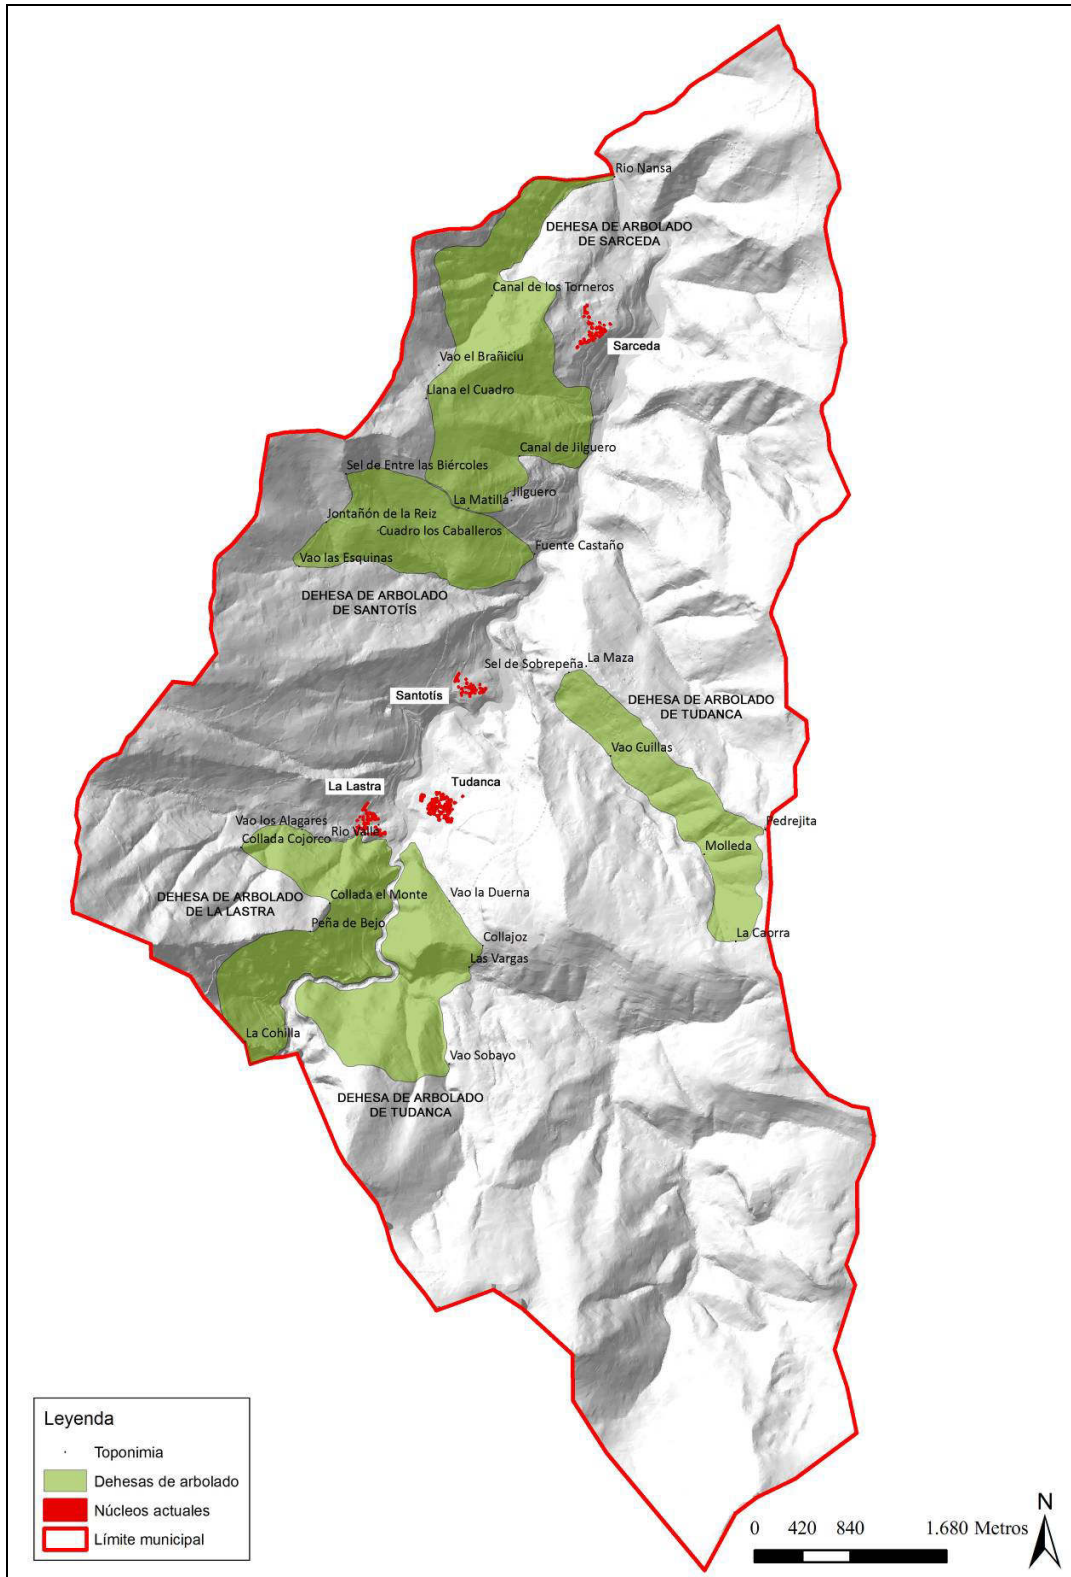 Rio Nansa
DEHESA DE ARBOLADO
DE SARCEDA
Canal de los Torneros
Sarceda
Vao el Brañiciu
Llana el Cuadro
Canal de Jilguero
Sel de Entre las Biércoles
Jilguero
La Matilla
Jontañón de la Reiz
Cuadro los Caballeros
Fuente Castaño
Vao las Esquinas
DEHESA DE ARBOLADO
DE SANTOTÍS
La Maza
Sel de Sobrepeña
Santotís
DEHESA DE ARBOLADO
DE TUDANCA
Vao Cuillas
La Lastra
Tudanca
Vao los Alagares
Rio Valle
Collada Cojorco
Pedrejita
Molleda
Vao la Duerna
Collada el Monte
DEHESA DE ARBOLADO
DE LA LASTRA
Peña de Bejo
La Caorra
Collajoz
Las Vargas
La Cohilla
Vao Sobayo
DEHESA DE ARBOLADO
DE TUDANCA
Leyenda
Toponimia
Dehesas de arbolado
Núcleos actuales
Límite municipal
N
0 420 840 1.680 Metros